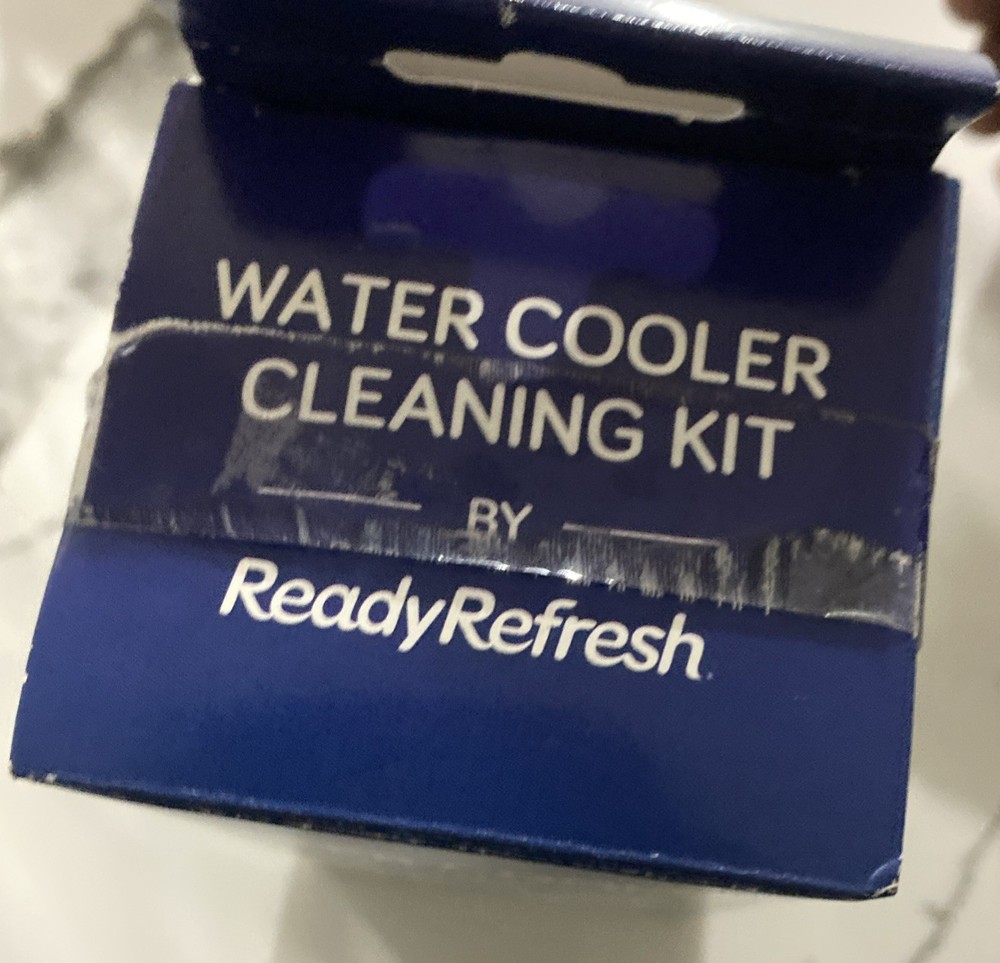 WATER COOLER
CLEANING KIT
BY
ReadyRefresh